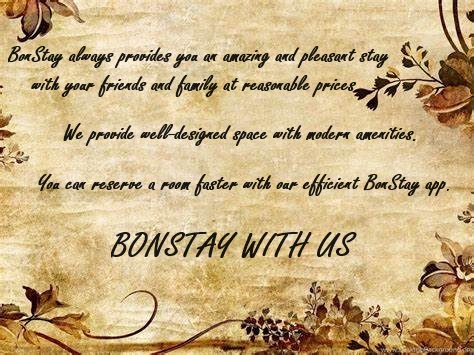 BonStay always provides you an amazing and pleasant stay
with your friends and family at reasonable prices.
We provide well-designed space with modern amenities.
You can reserve a room faster with our efficient BonStay app.
BONSTAY WITH US